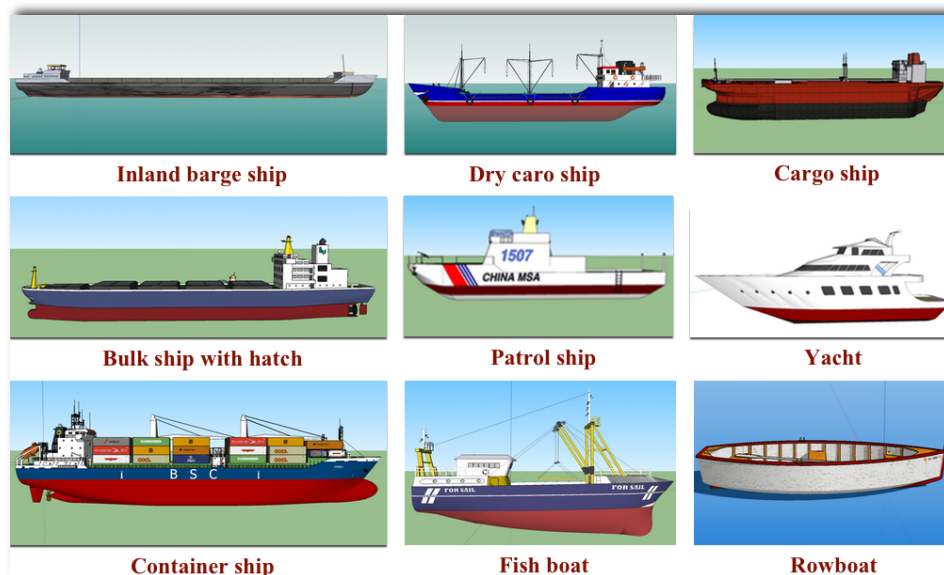 Inland barge ship
Dry caro ship
Cargo ship
1507
CHINA MSA
Bulk ship with hatch
Patrol ship
Yacht
i BSC i
FOR SAIL
FOR SAIL
Container ship
Fish boat
Rowboat